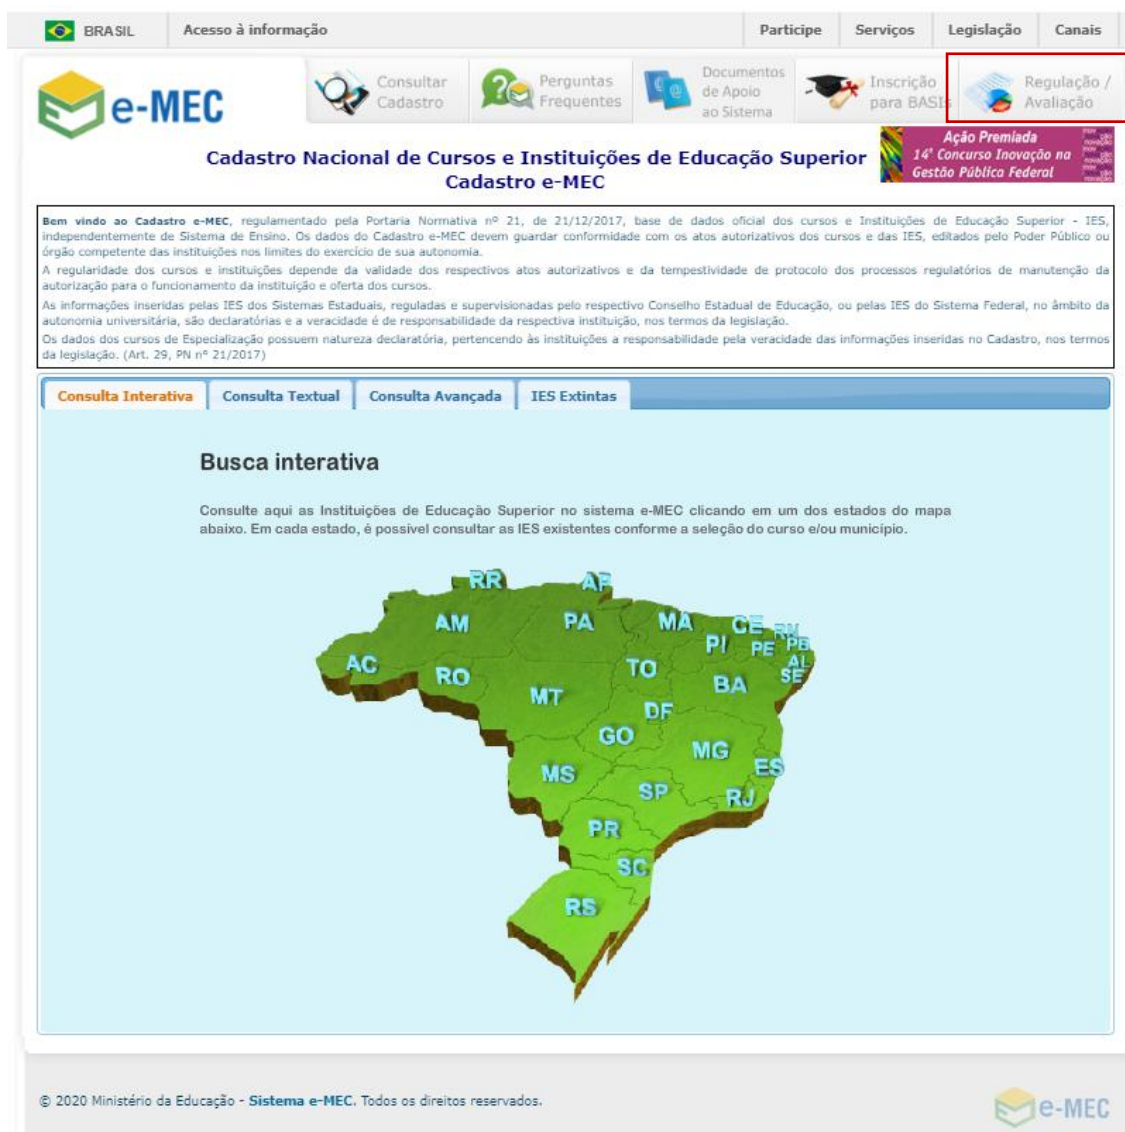 BRASIL Acesso à informação Participe Serviços Legislação Canais
e-MEC
Consultar
Cadastro
Perguntas
Frequentes
Documentos
de Apoio
ao Sistema
Inscrição
para BASis
Regulação /
Avaliação
Cadastro Nacional de Cursos e Instituições de Educação Superior
Cadastro e-MEC
Ação Premiada
14º Concurso Inovação na
Gestão Pública Federal
Bem vindo ao Cadastro e-MEC, regulamentado pela Portaria Normativa nº 21, de 21/12/2017, base de dados oficial dos cursos e Instituições de Educação Superior - IES,
independentemente de Sistema de Ensino. Os dados do Cadastro e-MEC devem guardar conformidade com os atos autorizativos dos cursos e das IES, editados pelo Poder Público ou
órgão competente das instituições nos limites do exercício de sua autonomia.
A regularidade dos cursos e instituições depende da validade dos respectivos atos autorizativos e da tempestividade de protocolo dos processos regulatórios de manutenção da
autorização para o funcionamento da instituição e oferta dos cursos.
As informações inseridas pelas IES dos Sistemas Estaduais, reguladas e supervisionadas pelo respectivo Conselho Estadual de Educação, ou pelas IES do Sistema Federal, no âmbito da
autonomia universitária, são declaratórias e a veracidade é de responsabilidade da respectiva instituição, nos termos da legislação.
Os dados dos cursos de Especialização possuem natureza declaratória, pertencendo às instituições a responsabilidade pela veracidade das informações inseridas no Cadastro, nos termos
da legislação. (Art. 29, PN nº 21/2017)
Consulta Interativa Consulta Textual Consulta Avançada IES Extintas
Busca interativa
Consulte aqui as Instituições de Educação Superior no sistema e-MEC clicando em um dos estados do mapa
abaixo. Em cada estado, é possível consultar as IES existentes conforme a seleção do curso e/ou município.
RR AP
AM PA MA CE RN
PI PE PB
AC RO TO AL
SE
MT BA
DF
GO MG
MS ES
SP RJ
PR
SC
RS
© 2020 Ministério da Educação - Sistema e-MEC. Todos os direitos reservados.
e-MEC